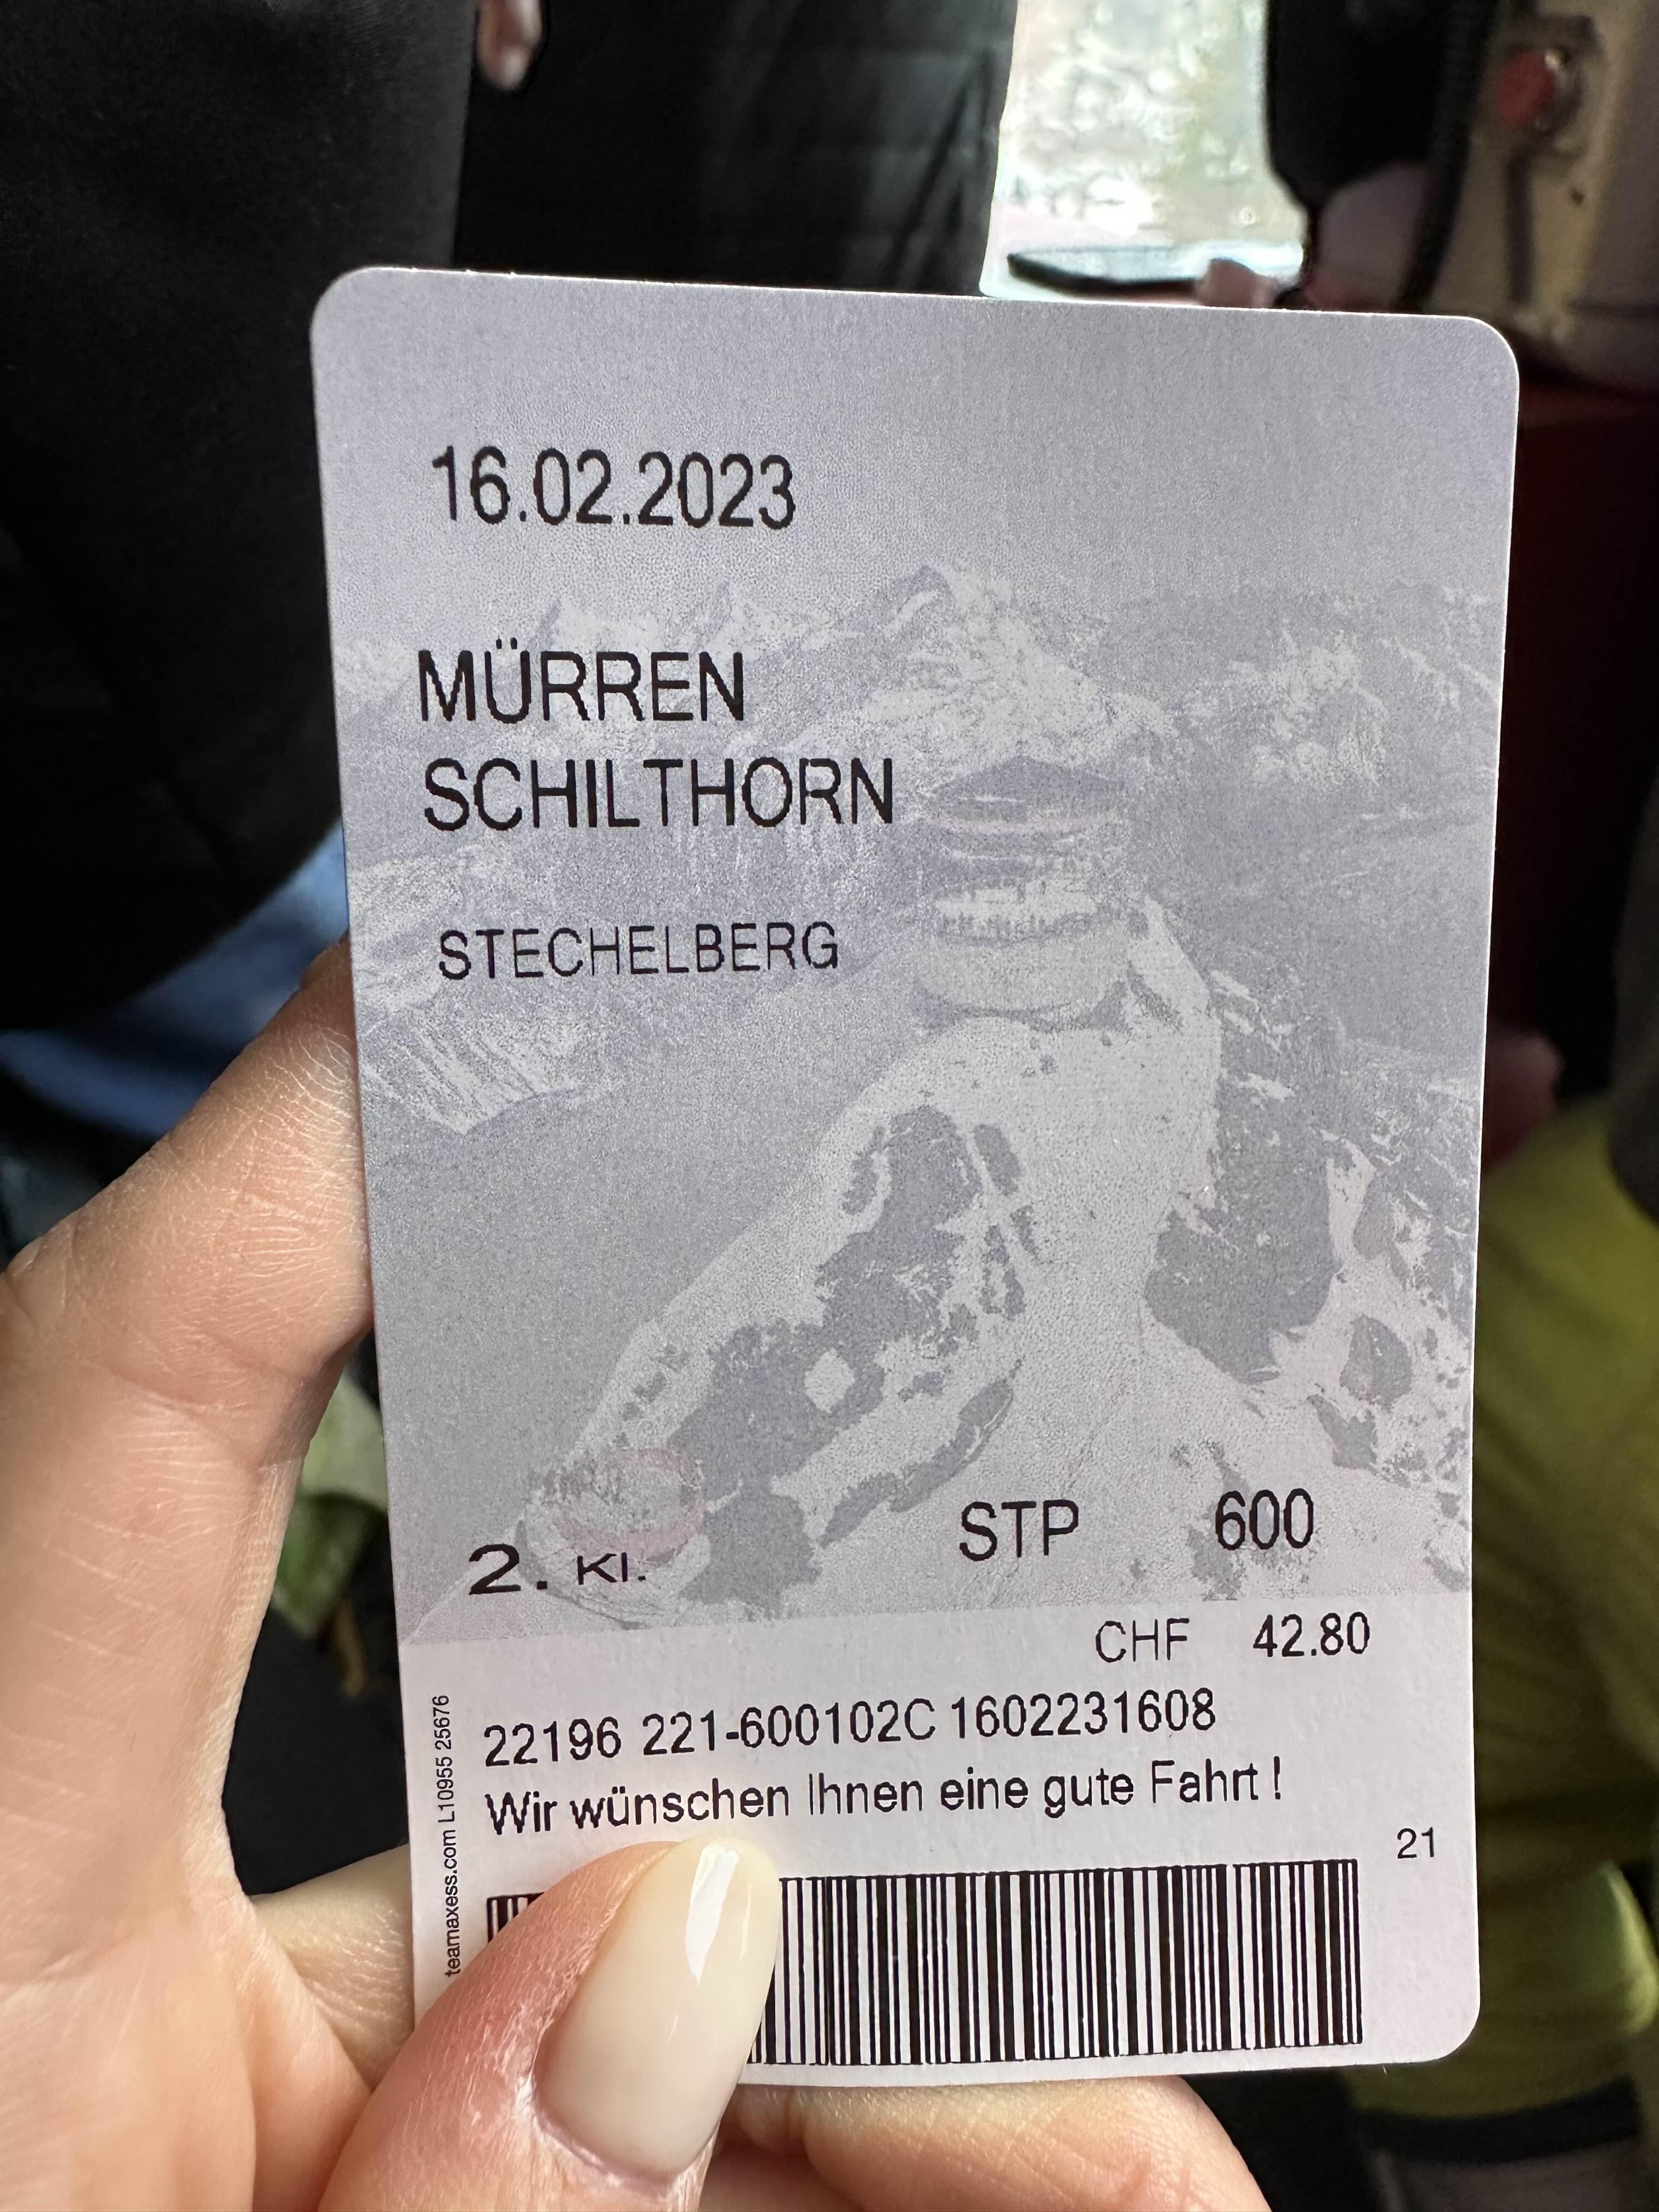 16.02.2023
MÜRREN
SCHILTHORN
STECHELBERG
2. Kl.
STP 600
CHF 42.80
22196 221-600102C 1602231608
Wir wünschen Ihnen eine gute Fahrt !
21
teamaxess.com L10955 25676